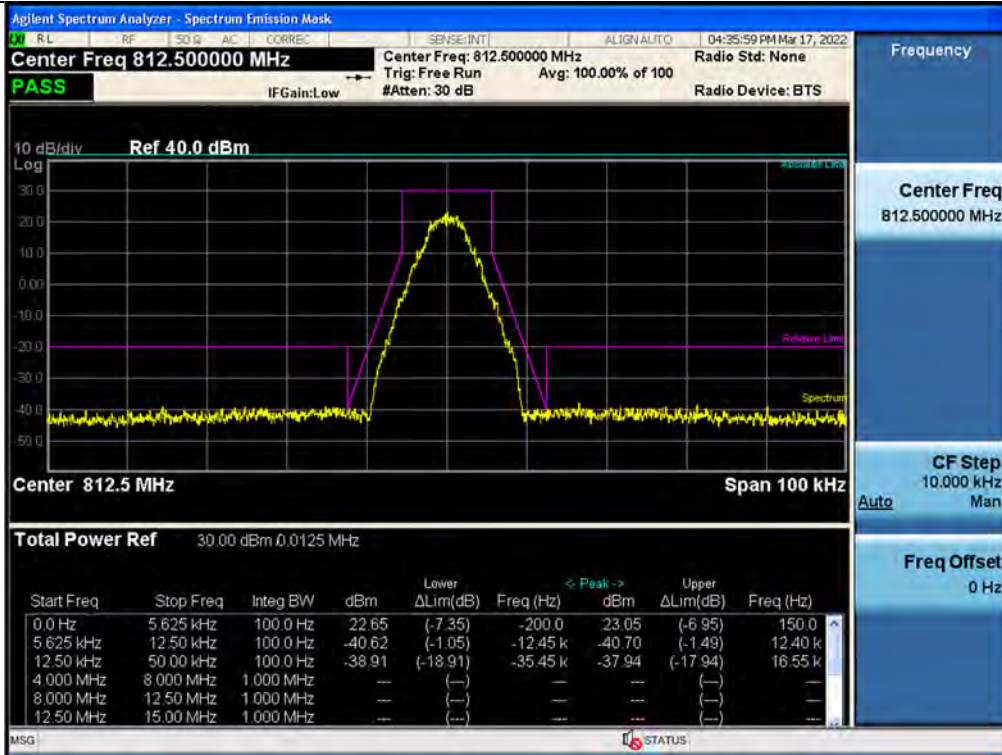 Agilent Spectrum Analyzer - Spectrum Emission Mask
LXI RL RF 50 Ω AC CORREC SENSE:INT ALIGN AUTO 04:35:59 PM Mar 17, 2022
Center Freq 812.500000 MHz Center Freq: 812.500000 MHz Radio Std: None Frequency
Trig: Free Run Avg: 100.00% of 100
PASS IFGain:Low #Atten: 30 dB Radio Device: BTS
10 dB/div Ref 40.0 dBm
Log Absolute Limit
30.0 Center Freq
812.500000 MHz
20.0
10.0
0.00
-10.0
-20.0 Relative Limit
-30.0
Spectrum
-40.0
-50.0
Center 812.5 MHz Span 100 kHz
CF Step
10.000 kHz
Auto Man
Total Power Ref 30.00 dBm / 0.0125 MHz
Freq Offset
0 Hz
Lower <- Peak -> Upper
Start Freq Stop Freq Integ BW dBm ΔLim(dB) Freq (Hz) dBm ΔLim(dB) Freq (Hz)
0.0 Hz 5.625 kHz 100.0 Hz 22.65 (-7.35) -200.0 23.05 (-6.95) 150.0
5.625 kHz 12.50 kHz 100.0 Hz -40.62 (-1.05) -12.45 k -40.70 (-1.49) 12.40 k
12.50 kHz 50.00 kHz 100.0 Hz -38.91 (-18.91) -35.45 k -37.94 (-17.94) 16.55 k
4.000 MHz 8.000 MHz 1.000 MHz --- (---) --- --- (---) ---
8.000 MHz 12.50 MHz 1.000 MHz --- (---) --- --- (---) ---
12.50 MHz 15.00 MHz 1.000 MHz --- (---) --- --- (---) ---
MSG STATUS